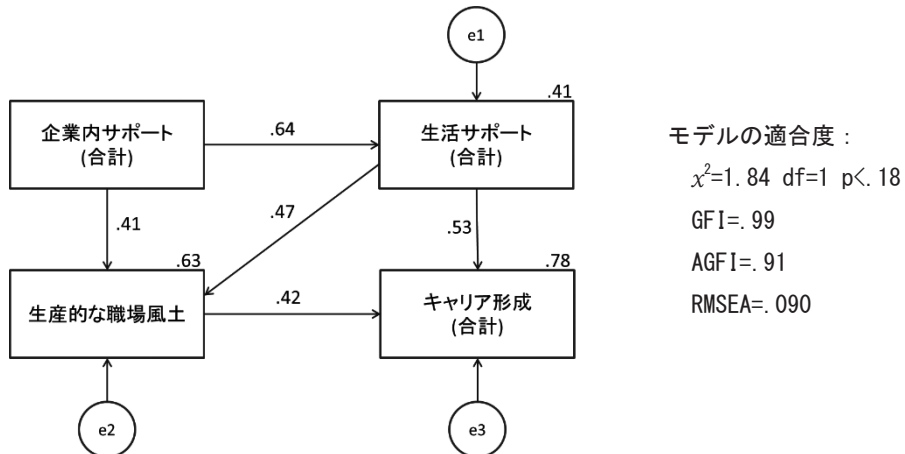 e1
.41
企業内サポート
(合計)
.64
生活サポート
(合計)
.41
.47
.53
.63
生産的な職場風土
.42
.78
キャリア形成
(合計)
e2
e3
モデルの適合度：
x²=1.84 df=1 p<.18
GFI=.99
AGFI=.91
RMSEA=.090